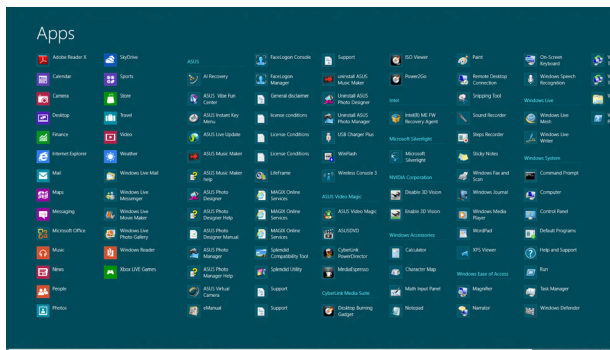 Apps
Adobe Reader X
Calendar
Camera
Desktop
Finance
Internet Explorer
Mail
Maps
Messaging
Microsoft Office
Music
News
People
Photos
SkyDrive
Sports
Store
Travel
Video
Weather
Windows Live Mail
Windows Live
Messenger
Windows Live
Movie Maker
Windows Live
Photo Gallery
Windows Reader
Xbox LIVE Games
ASUS
AI Recovery
ASUS Vibe Fun
Center
ASUS Instant Key
Menu
ASUS Live Update
ASUS Music Maker
ASUS Music Maker
help
ASUS Photo
Designer
ASUS Photo
Designer Help
ASUS Photo
Designer Manual
ASUS Photo
Manager
ASUS Photo
Manager Help
ASUS Virtual
Camera
eManual
FaceLogon Console
FaceLogon
Manager
General disclaimer
license conditions
License Conditions
License Conditions
LifeFrame
MAGIX Online
Services
MAGIX Online
Services
MAGIX Online
Services
Splendid
Compatibility Tool
Splendid Utility
Support
Support
Support
uninstall ASUS
Music Maker
Uninstall ASUS
Photo Designer
Uninstall ASUS
Photo Manager
USB Charger Plus
WinFlash
Wireless Console 3
ASUS Video Magic
ASUS Video Magic
ASUSDVD
CyberLink
PowerDirector
MediaEspresso
CyberLink Media Suite
Desktop Burning
Gadget
ISO Viewer
Power2Go
Intel
Intel(R) ME FW
Recovery Agent
Microsoft Silverlight
Microsoft
Silverlight
NVIDIA Corporation
Disable 3D Vision
Enable 3D Vision
Windows Accessories
Calculator
Character Map
Math Input Panel
Notepad
Paint
Remote Desktop
Connection
Snipping Tool
Sound Recorder
Steps Recorder
Sticky Notes
Windows Fax and
Scan
Windows Journal
Windows Media
Player
WordPad
XPS Viewer
Windows Ease of Access
Magnifier
Narrator
On-Screen
Keyboard
Windows Speech
Recognition
Windows Live
Windows Live
Mesh
Windows Live
Writer
Windows System
Command Prompt
Computer
Control Panel
Default Programs
Help and Support
Run
Task Manager
Windows Defender